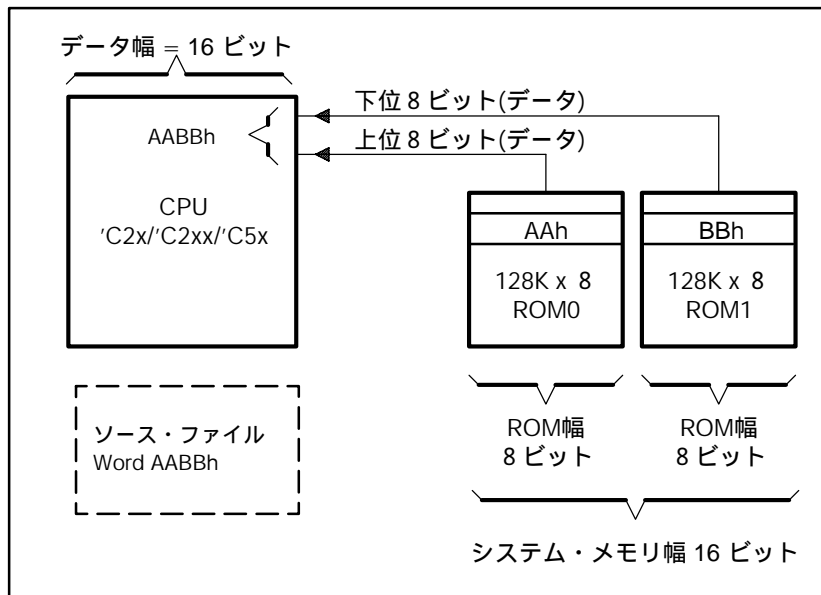 データ幅 = 16 ビット
下位 8 ビット(データ)
AABBh
上位 8 ビット(データ)
CPU
'C2x/'C2xx/'C5x
AAh
BBh
128K x 8
ROM0
128K x 8
ROM1
ソース・ファイル
Word AABBh
ROM幅
8 ビット
ROM幅
8 ビット
システム・メモリ幅 16 ビット